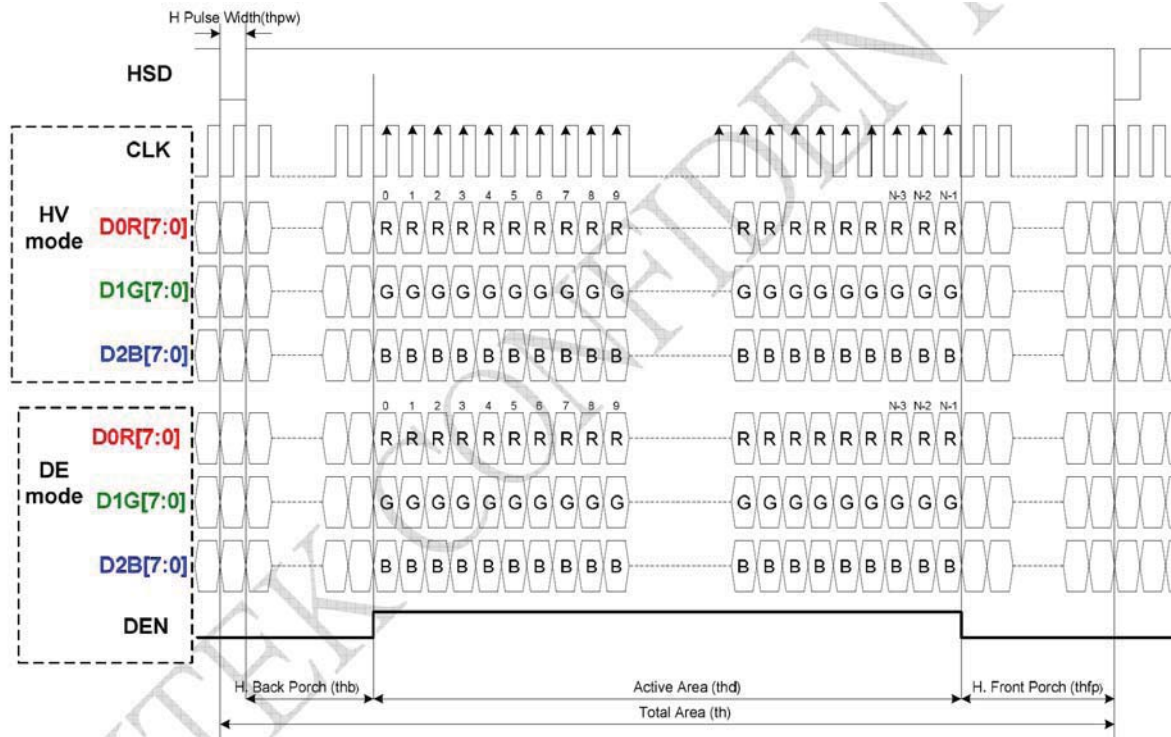 H Pulse Width(thpw)
HSD
CLK
HV
mode
0 1 2 3 4 5 6 7 8 9 N-3 N-2 N-1
D0R[7:0] R R R R R R R R R R R R R R R R R R R
D1G[7:0] G G G G G G G G G G G G G G G G G G G
D2B[7:0] B B B B B B B B B B B B B B B B B B B
DE
mode
0 1 2 3 4 5 6 7 8 9 N-3 N-2 N-1
D0R[7:0] R R R R R R R R R R R R R R R R R R R
D1G[7:0] G G G G G G G G G G G G G G G G G G G
D2B[7:0] B B B B B B B B B B B B B B B B B B B
DEN
H. Back Porch (thb) Active Area (thd) H. Front Porch (thfp)
Total Area (th)
TEK CONFIDENT